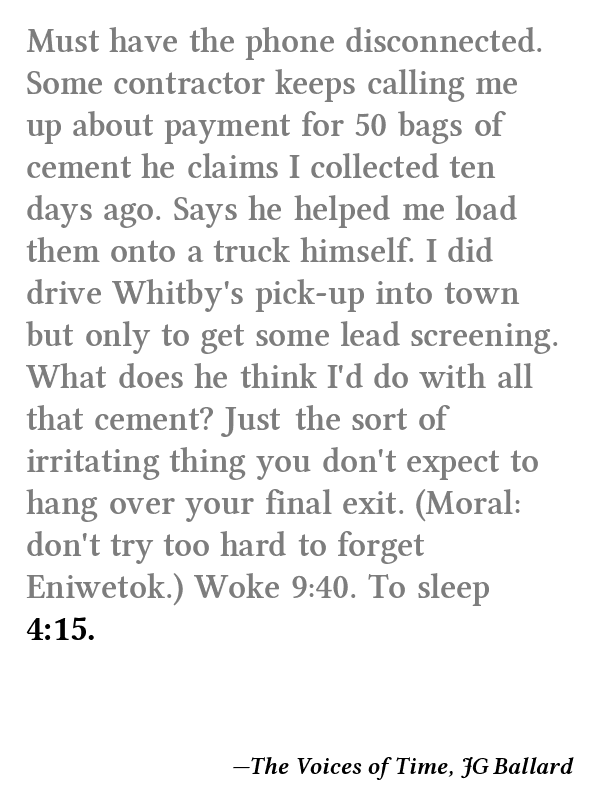 Must have the phone disconnected.
Some contractor keeps calling me
up about payment for 50 bags of
cement he claims I collected ten
days ago. Says he helped me load
them onto a truck himself. I did
drive Whitby's pick-up into town
but only to get some lead screening.
What does he think I'd do with all
that cement? Just the sort of
irritating thing you don't expect to
hang over your final exit. (Moral:
don't try too hard to forget
Eniwetok.) Woke 9:40. To sleep
4:15.
—The Voices of Time, JG Ballard